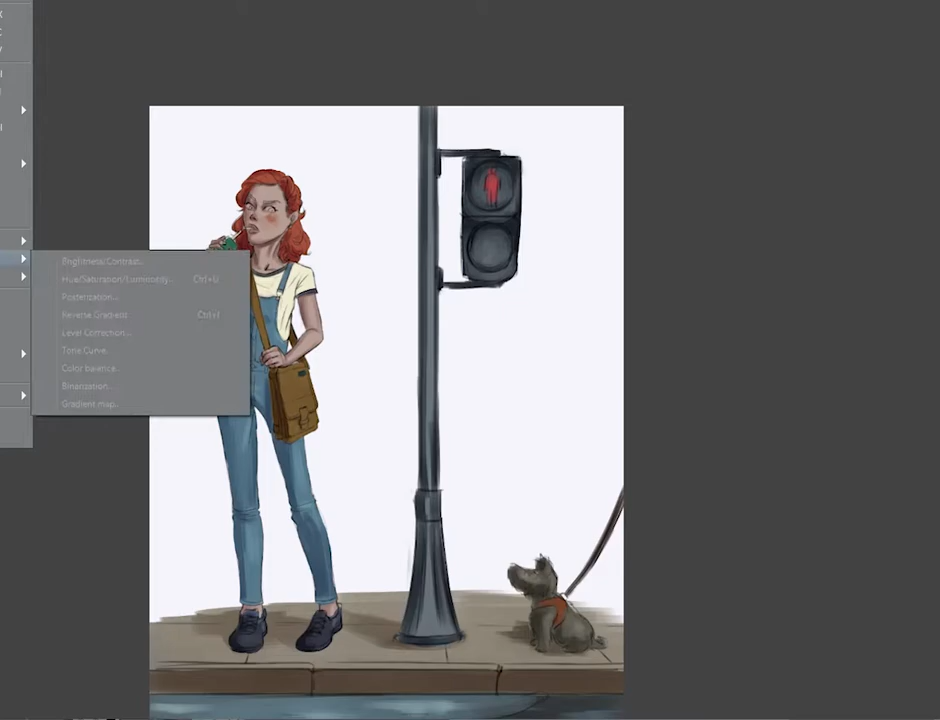 Brightness/Contrast...
Hue/Saturation/Luminosity... Ctrl+U
Posterization...
Reverse Gradient Ctrl+I
Level Correction...
Tone Curve...
Color balance...
Binarization...
Gradient map...